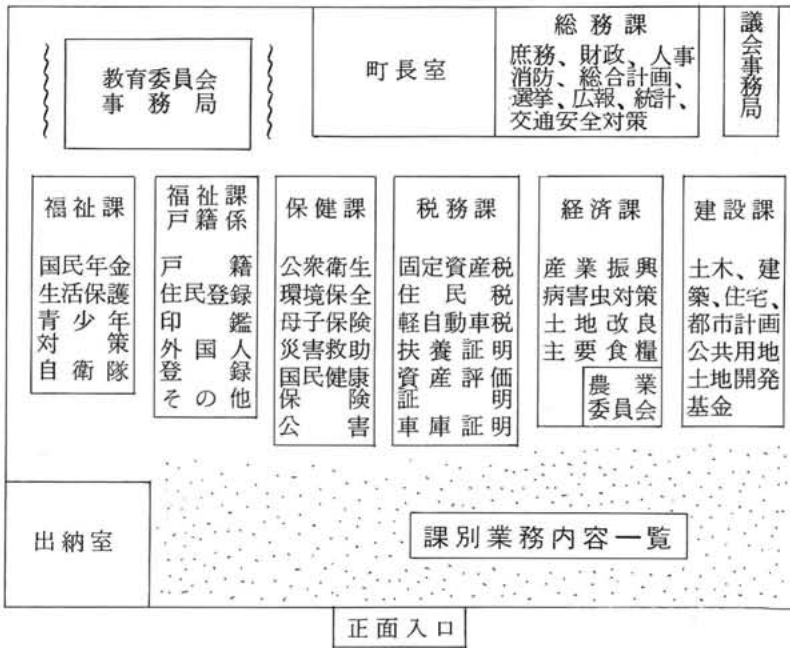 教育委員会
事務局
町長室
総務課
庶務、財政、人事
消防、総合計画、
選挙、広報、統計、
交通安全対策
議会事務局
福祉課
国民年金
生活保護
青少年
対策
自衛隊
福祉課
戸籍係
戸籍
住民登録
印鑑
外国人
登録
その他
保健課
公衆衛生
環境保全
母子保険
災害救助
国民健康
保険
公害
税務課
固定資産税
住民税
軽自動車税
扶養証明
資産評価
証明
車庫証明
経済課
産業振興
病害虫対策
土地改良
主要食糧
農業
委員会
建設課
土木、建
築、住宅、
都市計画
公共用地
土地開発
基金
出納室
課別業務内容一覧
正面入口